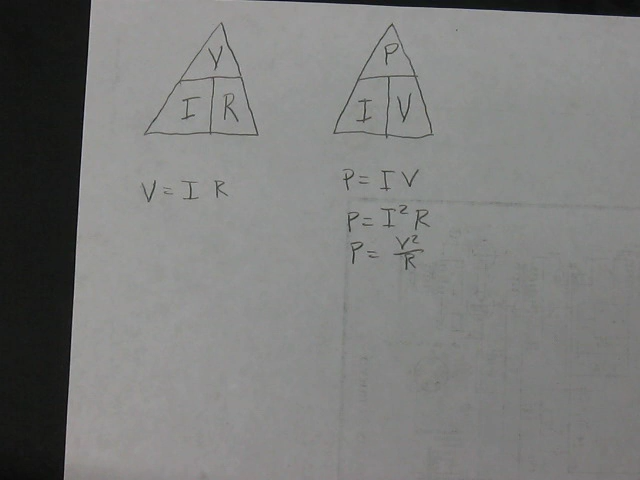 V
I R
V = I R
P
I V
P = I V
P = I² R
P = V²/R